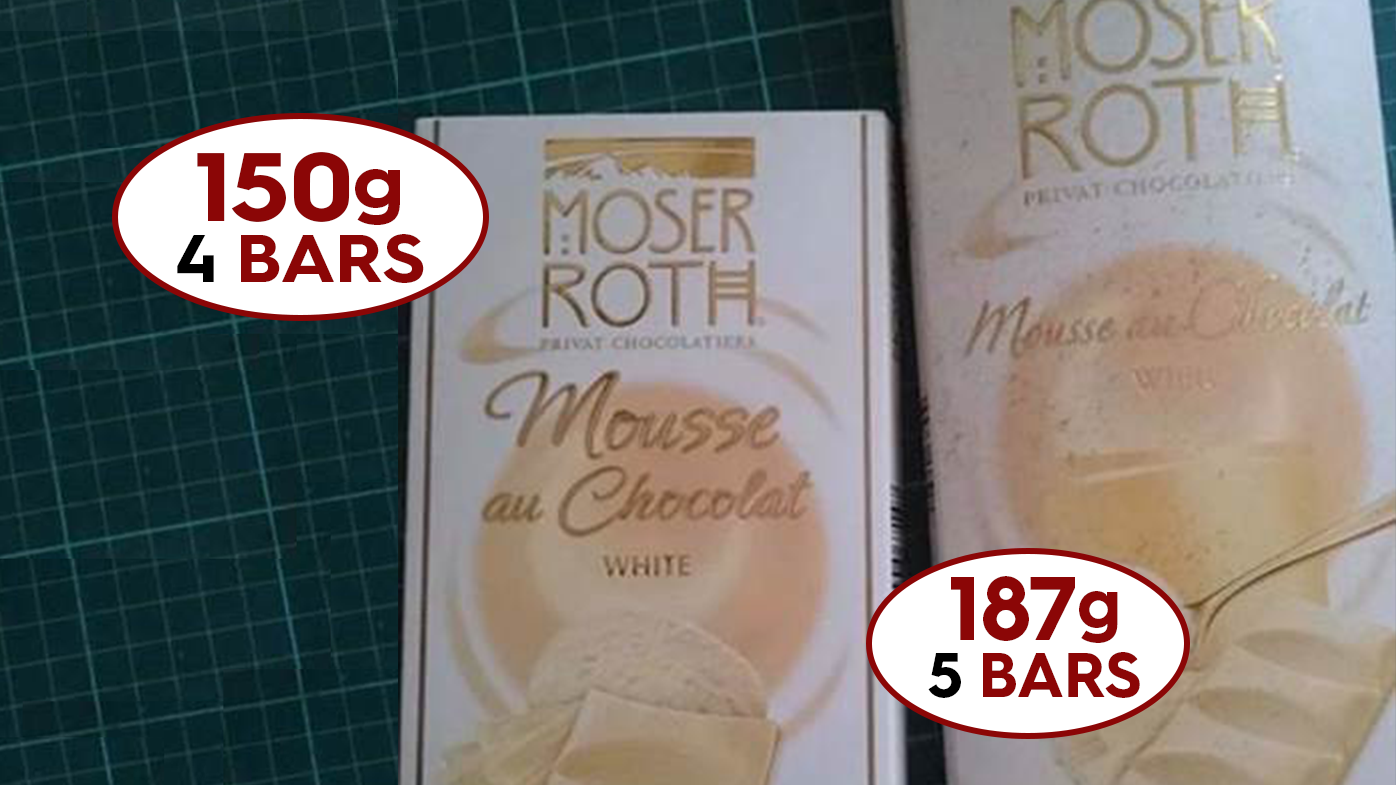 150g
4 BARS
MOSER
ROTH
PRIVAT CHOCOLATIERS
Mousse
au Chocolat
WHITE
MOSER
ROTH
PRIVAT CHOCOLATIERS
Mousse au Chocolat
WHITE
187g
5 BARS